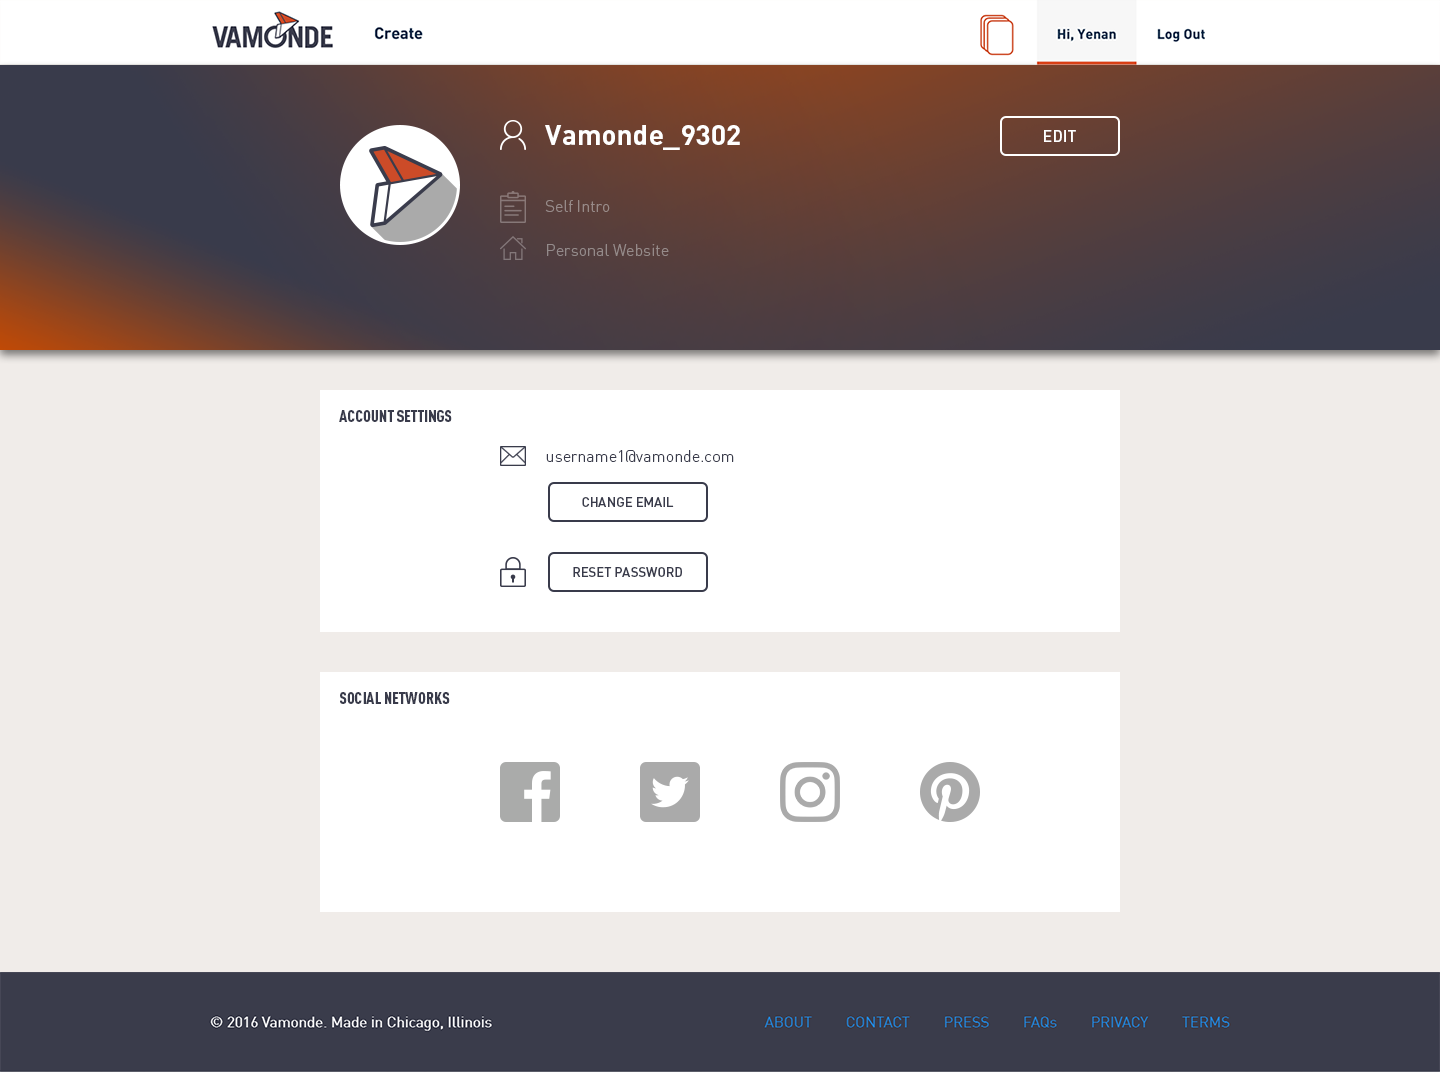 VAMONDE
Create
Hi, Yenan
Log Out
Vamonde_9302
EDIT
Self Intro
Personal Website
ACCOUNT SETTINGS
username1@vamonde.com
CHANGE EMAIL
RESET PASSWORD
SOCIAL NETWORKS
© 2016 Vamonde. Made in Chicago, Illinois
ABOUT
CONTACT
PRESS
FAQs
PRIVACY
TERMS